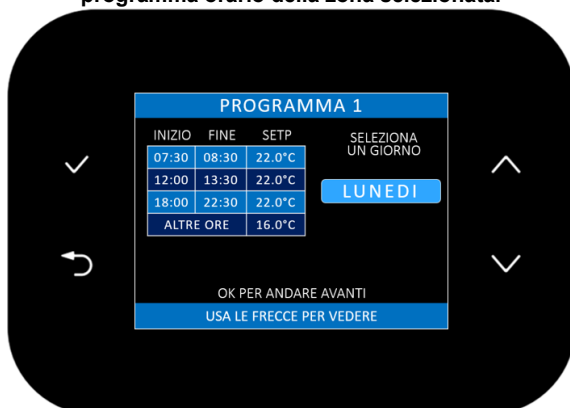 programma orario della zona selezionata.
PROGRAMMA 1
INIZIO FINE SETP
07:30 08:30 22.0°C
12:00 13:30 22.0°C
18:00 22:30 22.0°C
ALTRE ORE 16.0°C
SELEZIONA
UN GIORNO
LUNEDI
OK PER ANDARE AVANTI
USA LE FRECCE PER VEDERE